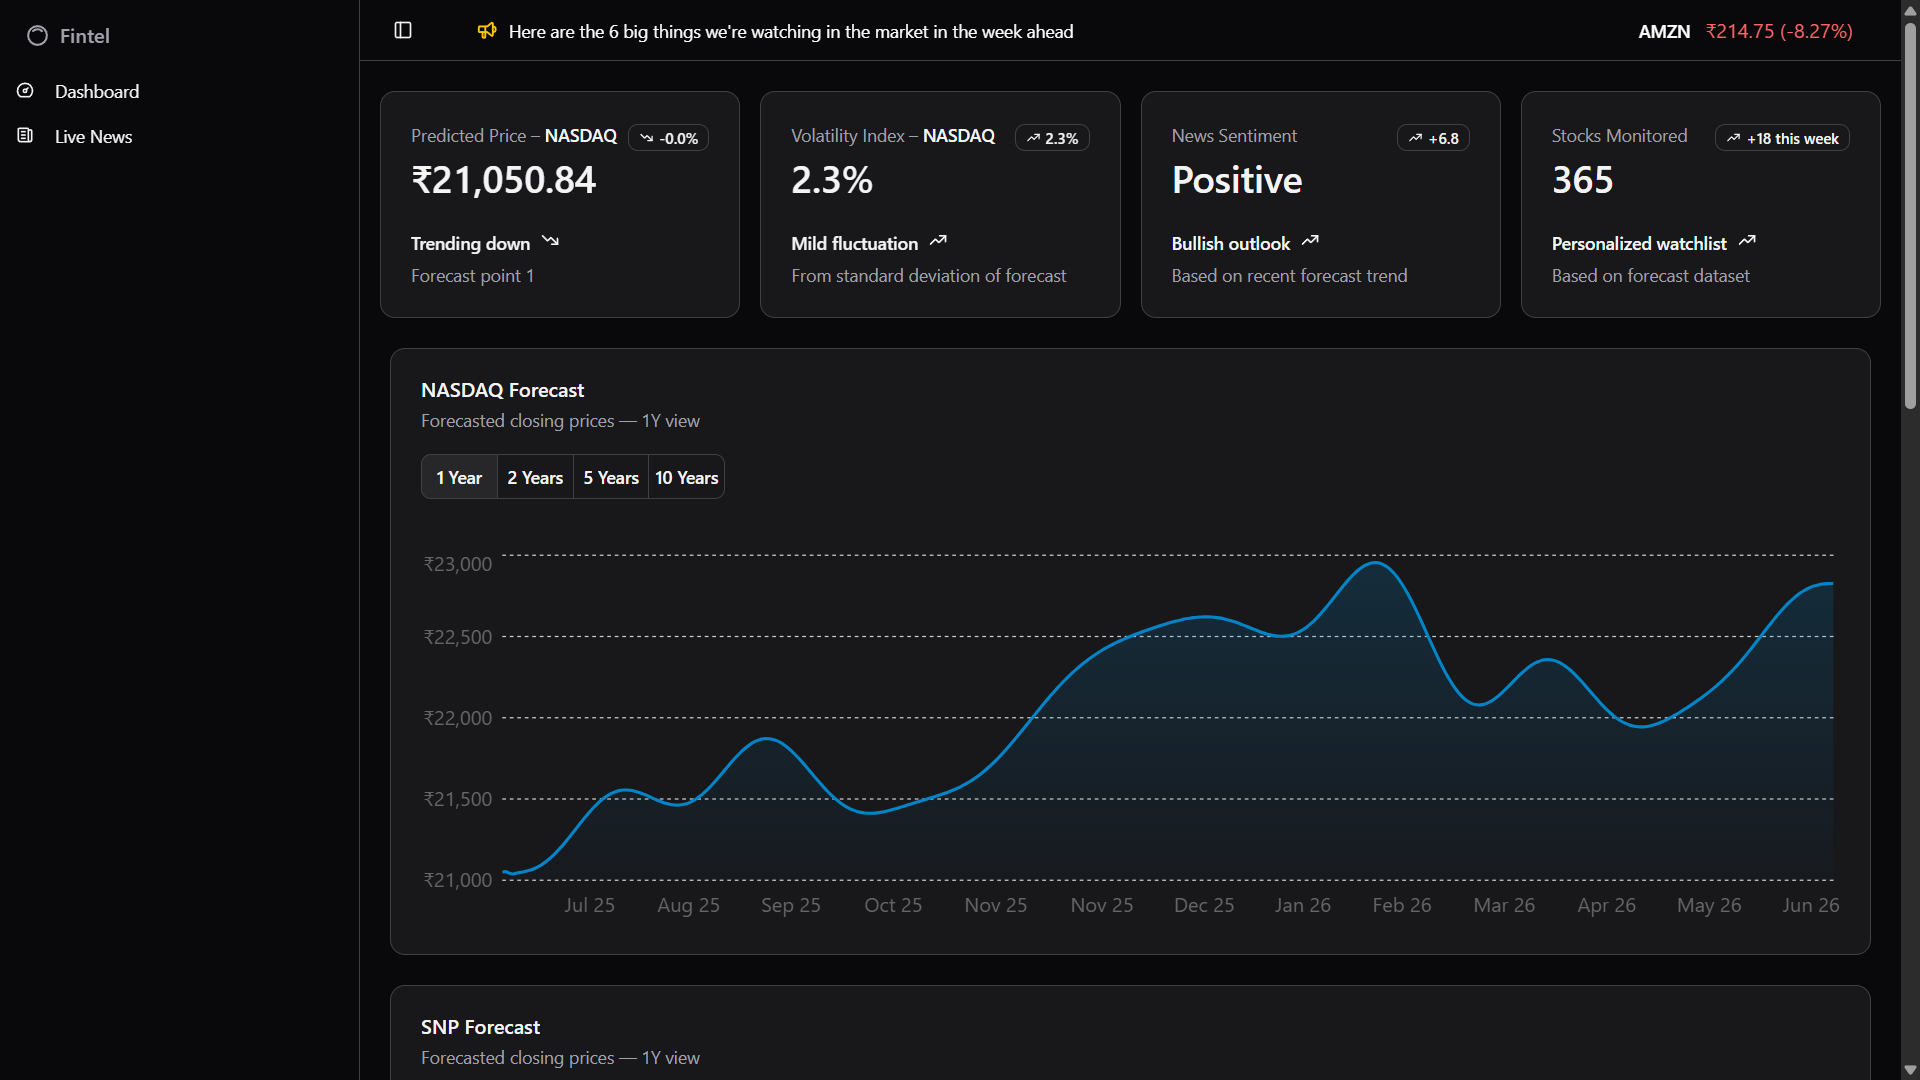 Fintel
Dashboard
Live News
Here are the 6 big things we're watching in the market in the week ahead
AMZN ₹214.75 (-8.27%)
Predicted Price – NASDAQ
-0.0%
₹21,050.84
Trending down
Forecast point 1
Volatility Index – NASDAQ
2.3%
2.3%
Mild fluctuation
From standard deviation of forecast
News Sentiment
+6.8
Positive
Bullish outlook
Based on recent forecast trend
Stocks Monitored
+18 this week
365
Personalized watchlist
Based on forecast dataset
NASDAQ Forecast
Forecasted closing prices — 1Y view
1 Year 2 Years 5 Years 10 Years
₹23,000
₹22,500
₹22,000
₹21,500
₹21,000
Jul 25 Aug 25 Sep 25 Oct 25 Nov 25 Nov 25 Dec 25 Jan 26 Feb 26 Mar 26 Apr 26 May 26 Jun 26
SNP Forecast
Forecasted closing prices — 1Y view